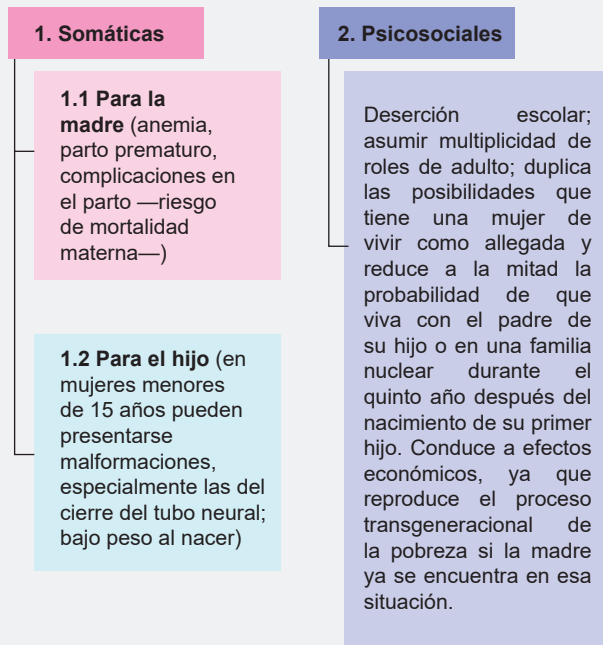 1. Somáticas
1.1 Para la
madre (anemia,
parto prematuro,
complicaciones en
el parto —riesgo
de mortalidad
materna—)
1.2 Para el hijo (en
mujeres menores
de 15 años pueden
presentarse
malformaciones,
especialmente las del
cierre del tubo neural;
bajo peso al nacer)
2. Psicosociales
Deserción escolar;
asumir multiplicidad de
roles de adulto; duplica
las posibilidades que
tiene una mujer de
vivir como allegada y
reduce a la mitad la
probabilidad de que
viva con el padre de
su hijo o en una familia
nuclear durante el
quinto año después del
nacimiento de su primer
hijo. Conduce a efectos
económicos, ya que
reproduce el proceso
transgeneracional de
la pobreza si la madre
ya se encuentra en esa
situación.